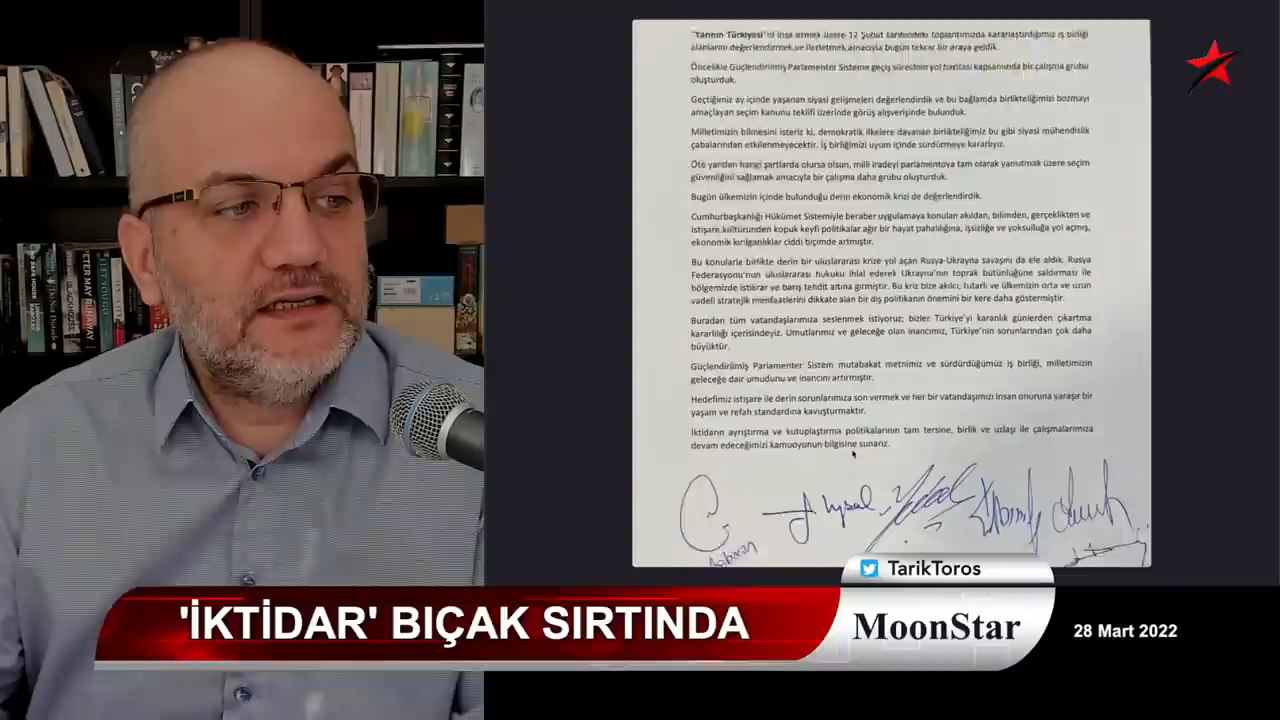 "Yarının Türkiyesi"ni inşa etmek üzere 12 Şubat tarihindeki toplantımızda kararlaştırdığımız iş birliği
alanlarını değerlendirmek ve ilerletmek amacıyla bugün tekrar bir araya geldik.
Öncelikle Güçlendirilmiş Parlamenter Sisteme geçiş sürecinin yol haritası kapsamında bir çalışma grubu
oluşturduk.
Geçtiğimiz ay içinde yaşanan siyasi gelişmeleri değerlendirdik ve bu bağlamda birlikteliğimizi bozmayı
amaçlayan seçim kanunu teklifi üzerinde görüş alışverişinde bulunduk.
Milletimizin bilmesini isteriz ki, demokratik ilkelere dayanan birlikteliğimiz bu gibi siyasi mühendislik
çabalarından etkilenmeyecektir. İş birliğimizi uyum içinde sürdürmeye kararlıyız.
Öte yandan hangi şartlarda olursa olsun, milli iradeyi parlamentoya tam olarak yansıtmak üzere seçim
güvenliğini sağlamak amacıyla bir çalışma daha grubu oluşturduk.
Bugün ülkemizin içinde bulunduğu derin ekonomik krizi de değerlendirdik.
Cumhurbaşkanlığı Hükümet Sistemiyle beraber uygulamaya konulan akıldan, bilimden, gerçeklikten ve
istişare kültüründen kopuk keyfi politikalar ağır bir hayat pahalılığına, işsizliğe ve yoksulluğa yol açmış,
ekonomik kırılganlıklar ciddi biçimde artmıştır.
Bu konularla birlikte derin bir uluslararası krize yol açan Rusya-Ukrayna savaşını da ele aldık. Rusya
Federasyonu'nun uluslararası hukuku ihlal ederek Ukrayna'nın toprak bütünlüğüne saldırması ile
bölgemizde istikrar ve barış tehdit altına girmiştir. Bu kriz bize akılcı, tutarlı ve ülkemizin orta ve uzun
vadeli stratejik menfaatlerini dikkate alan bir dış politikanın önemini bir kere daha göstermiştir.
Buradan tüm vatandaşlarımıza seslenmek istiyoruz; bizler Türkiye'yi karanlık günlerden çıkartma
kararlılığı içerisindeyiz. Umutlarımız ve geleceğe olan inancımız, Türkiye'nin sorunlarından çok daha
büyüktür.
Güçlendirilmiş Parlamenter Sistem mutabakat metnimiz ve sürdürdüğümüz iş birliği, milletimizin
geleceğe dair umudunu ve inancını artırmıştır.
Hedefimiz istişare ile derin sorunlarımıza son vermek ve her bir vatandaşımızı insan onuruna yaraşır bir
yaşam ve refah standardına kavuşturmaktır.
İktidarın ayrıştırma ve kutuplaştırma politikalarının tam tersine, birlik ve uzlaşı ile çalışmalarımıza
devam edeceğimizi kamuoyunun bilgisine sunarız.
TarikToros
'İKTİDAR' BIÇAK SIRTINDA
MoonStar
28 Mart 2022